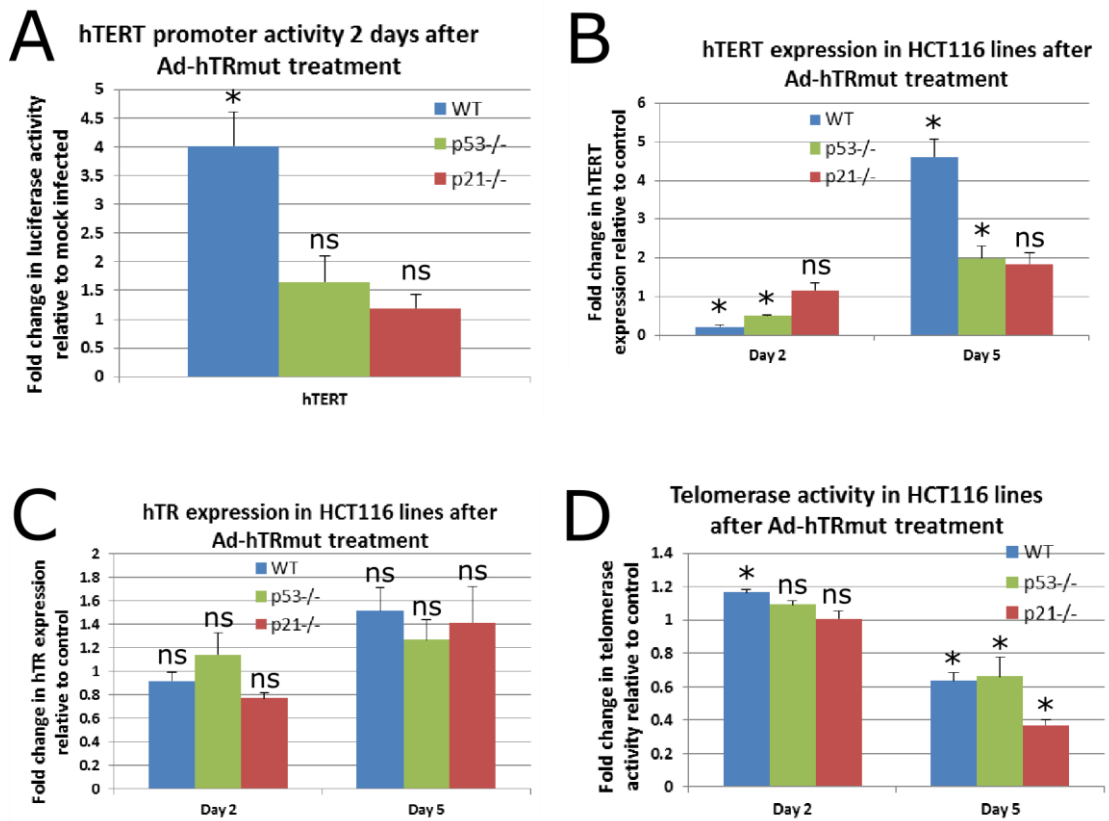 A
hTERT promoter activity 2 days after
Ad-hTRmut treatment
Fold change in luciferase activity
relative to mock infected
5
4.5
4
3.5
3
2.5
2
1.5
1
0.5
0
*
ns
ns
WT
p53-/-
p21-/-
hTERT
B
hTERT expression in HCT116 lines after
Ad-hTRmut treatment
Fold change in hTERT
expression relative to control
6
5
4
3
2
1
0
WT
p53-/-
p21-/-
*
*
ns
*
*
ns
Day 2
Day 5
C
hTR expression in HCT116 lines after
Ad-hTRmut treatment
Fold change in hTR expression
relative to control
2
1.8
1.6
1.4
1.2
1
0.8
0.6
0.4
0.2
0
WT
p53-/-
p21-/-
ns
ns
ns
ns
ns
ns
Day 2
Day 5
D
Telomerase activity in HCT116 lines
after Ad-hTRmut treatment
Fold change in telomerase
activity relative to control
1.4
1.2
1
0.8
0.6
0.4
0.2
0
WT
p53-/-
p21-/-
*
ns
ns
*
*
*
Day 2
Day 5